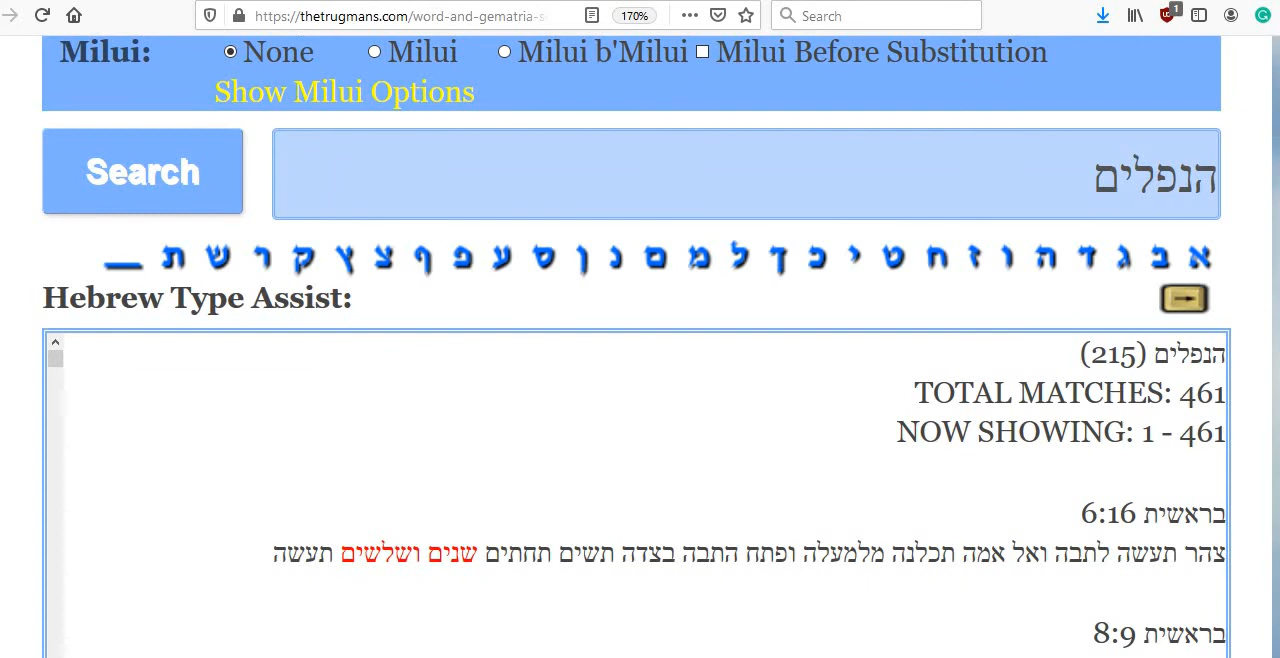 https://thetrugmans.com/word-and-gematria-s
170%
Search
1
Milui:
None
Milui
Milui b'Milui
Milui Before Substitution
Show Milui Options
Search
הנפלים
א ב ג ד ה ו ז ח ט י כ ך ל מ ם נ ן ס ע פ ף צ ץ ק ר ש ת
Hebrew Type Assist:
הנפלים (215)
TOTAL MATCHES: 461
NOW SHOWING: 1 - 461
בראשית 6:16
צהר תעשה לתבה ואל אמה תכלנה מלמעלה ופתח התבה בצדה תשים תחתים שנים ושלשים תעשה
בראשית 8:9